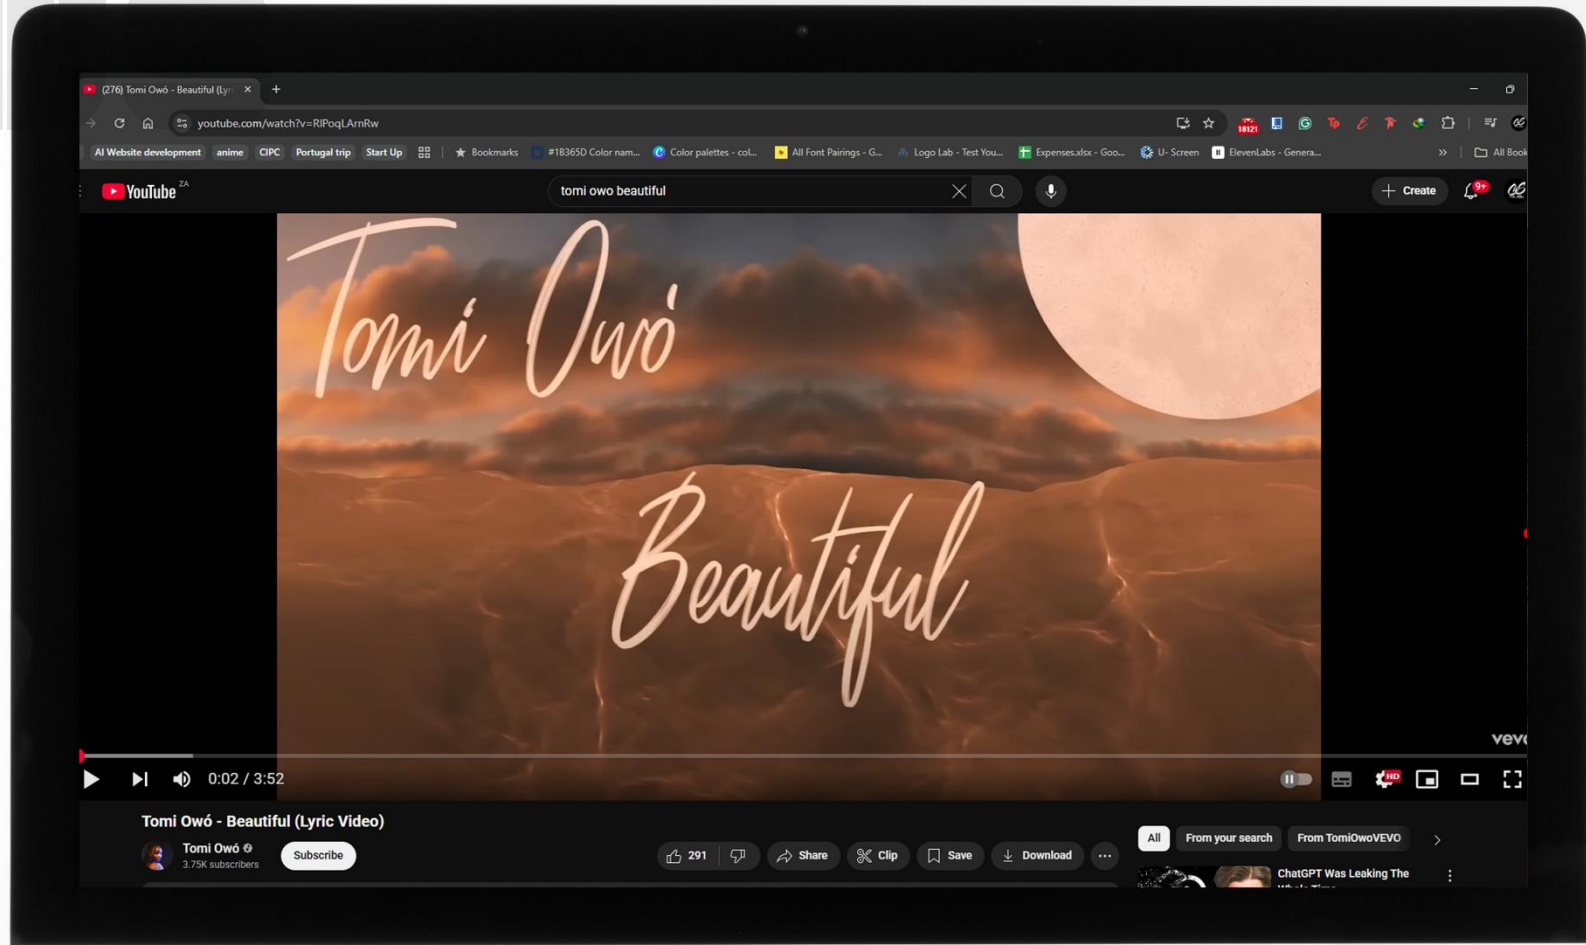 (276) Tomi Owó - Beautiful (Lyri
youtube.com/watch?v=RlPoqLArnRw
18121
AI Website development anime CIPC Portugal trip Start Up Bookmarks #1B365D Color nam... Color palettes - col... All Font Pairings - G... Logo Lab - Test You... Expenses.xlsx - Goo... U- Screen ElevenLabs - Genera... All Book
YouTube ZA
tomi owo beautiful
Create
9+
Tomi Owó
Beautiful
vevo
0:02 / 3:52
HD
Tomi Owó - Beautiful (Lyric Video)
Tomi Owó
3.75K subscribers
Subscribe
291
Share
Clip
Save
Download
All
From your search
From TomiOwoVEVO
ChatGPT Was Leaking The